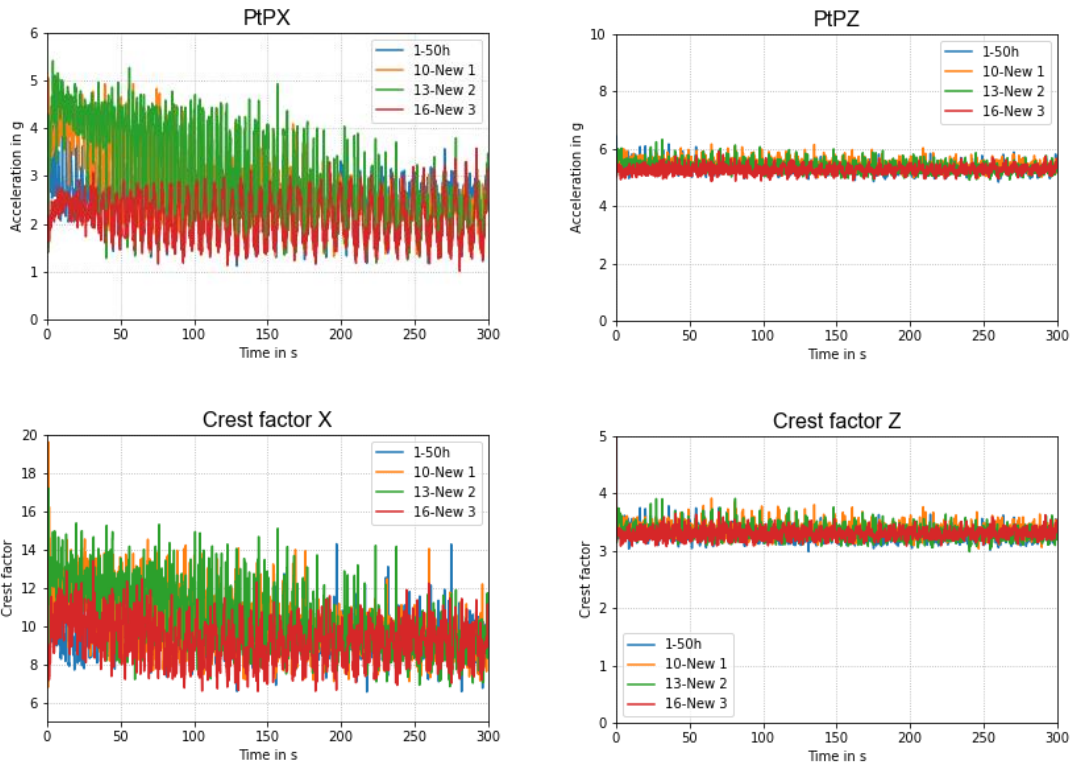 PtPX
6
5
4
3
2
1
0
Acceleration in g
1-50h
10-New 1
13-New 2
16-New 3
0 50 100 150 200 250 300
Time in s
PtPZ
10
8
6
4
2
0
Acceleration in g
1-50h
10-New 1
13-New 2
16-New 3
0 50 100 150 200 250 300
Time in s
Crest factor X
20
18
16
14
12
10
8
6
Crest factor
1-50h
10-New 1
13-New 2
16-New 3
0 50 100 150 200 250 300
Time in s
Crest factor Z
5
4
3
2
1
0
Crest factor
1-50h
10-New 1
13-New 2
16-New 3
0 50 100 150 200 250 300
Time in s